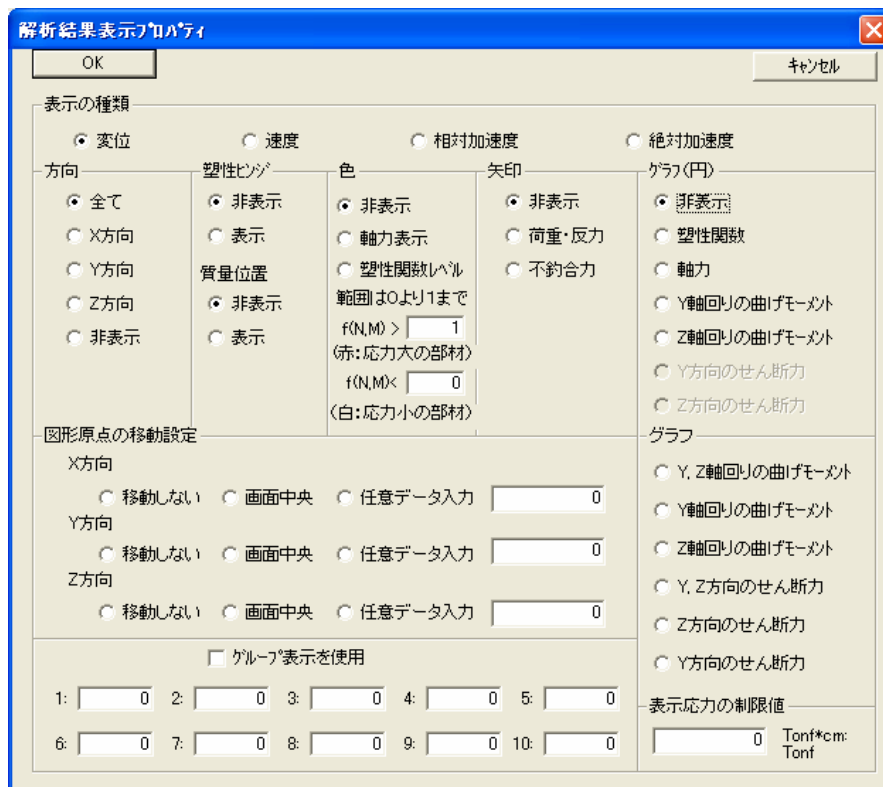 解析結果表示プロパティ
OK
キャンセル
表示の種類
変位 速度 相対加速度 絶対加速度
方向
全て
X方向
Y方向
Z方向
非表示
塑性ヒンジ
非表示
表示
質量位置
非表示
表示
色
非表示
軸力表示
塑性関数レベル
範囲は0より1まで
f(N,M) > 1
(赤:応力大の部材)
f(N,M)< 0
(白:応力小の部材)
矢印
非表示
荷重・反力
不釣合力
グラフ(円)
非表示
塑性関数
軸力
Y軸回りの曲げモーメント
Z軸回りの曲げモーメント
Y方向のせん断力
Z方向のせん断力
図形原点の移動設定
X方向
移動しない 画面中央 任意データ入力 0
Y方向
移動しない 画面中央 任意データ入力 0
Z方向
移動しない 画面中央 任意データ入力 0
グラフ
Y, Z軸回りの曲げモーメント
Y軸回りの曲げモーメント
Z軸回りの曲げモーメント
Y, Z方向のせん断力
Z方向のせん断力
Y方向のせん断力
グループ表示を使用
1: 0 2: 0 3: 0 4: 0 5: 0
6: 0 7: 0 8: 0 9: 0 10: 0
表示応力の制限値
0 Tonf*cm:
Tonf